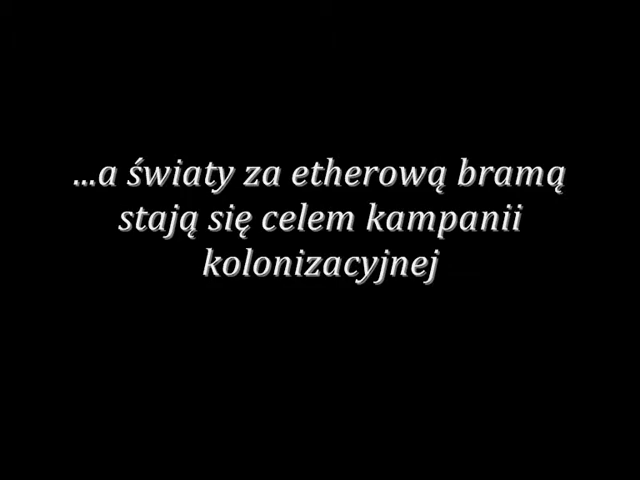 ...a światy za etherową bramą
stają się celem kampanii
kolonizacyjnej